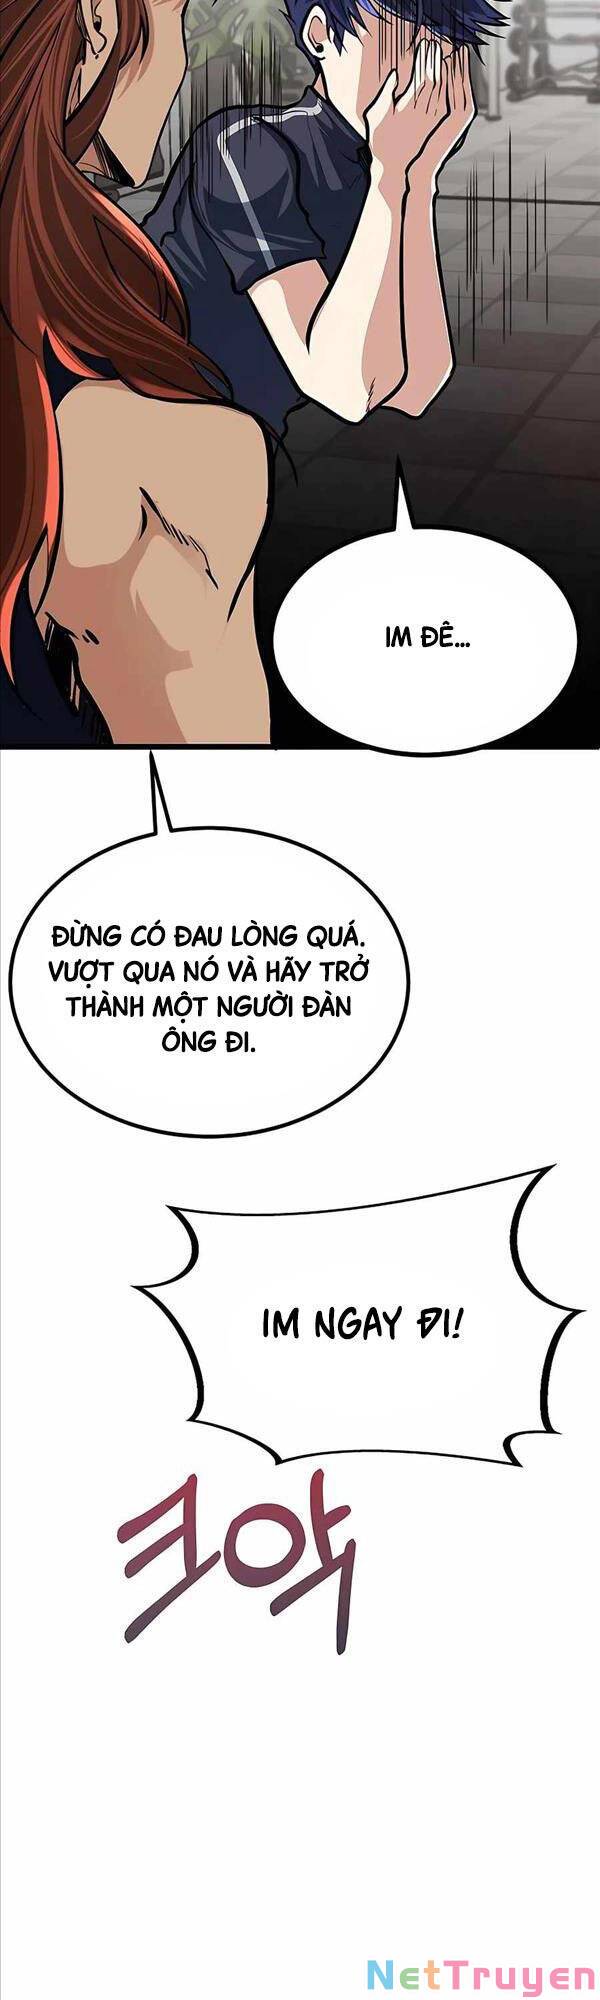 IM ĐÊ...
ĐỪNG CÓ ĐAU LÒNG QUÁ.
VƯỢT QUA NÓ VÀ HÃY TRỞ
THÀNH MỘT NGƯỜI ĐÀN
ÔNG ĐI.
IM NGAY ĐI!
크악
NetTruyen